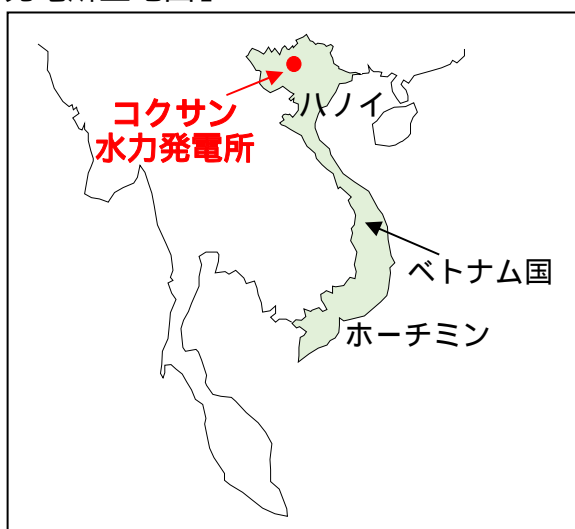 ハノイ
コクサン
水力発電所
ベトナム国
ホーチミン